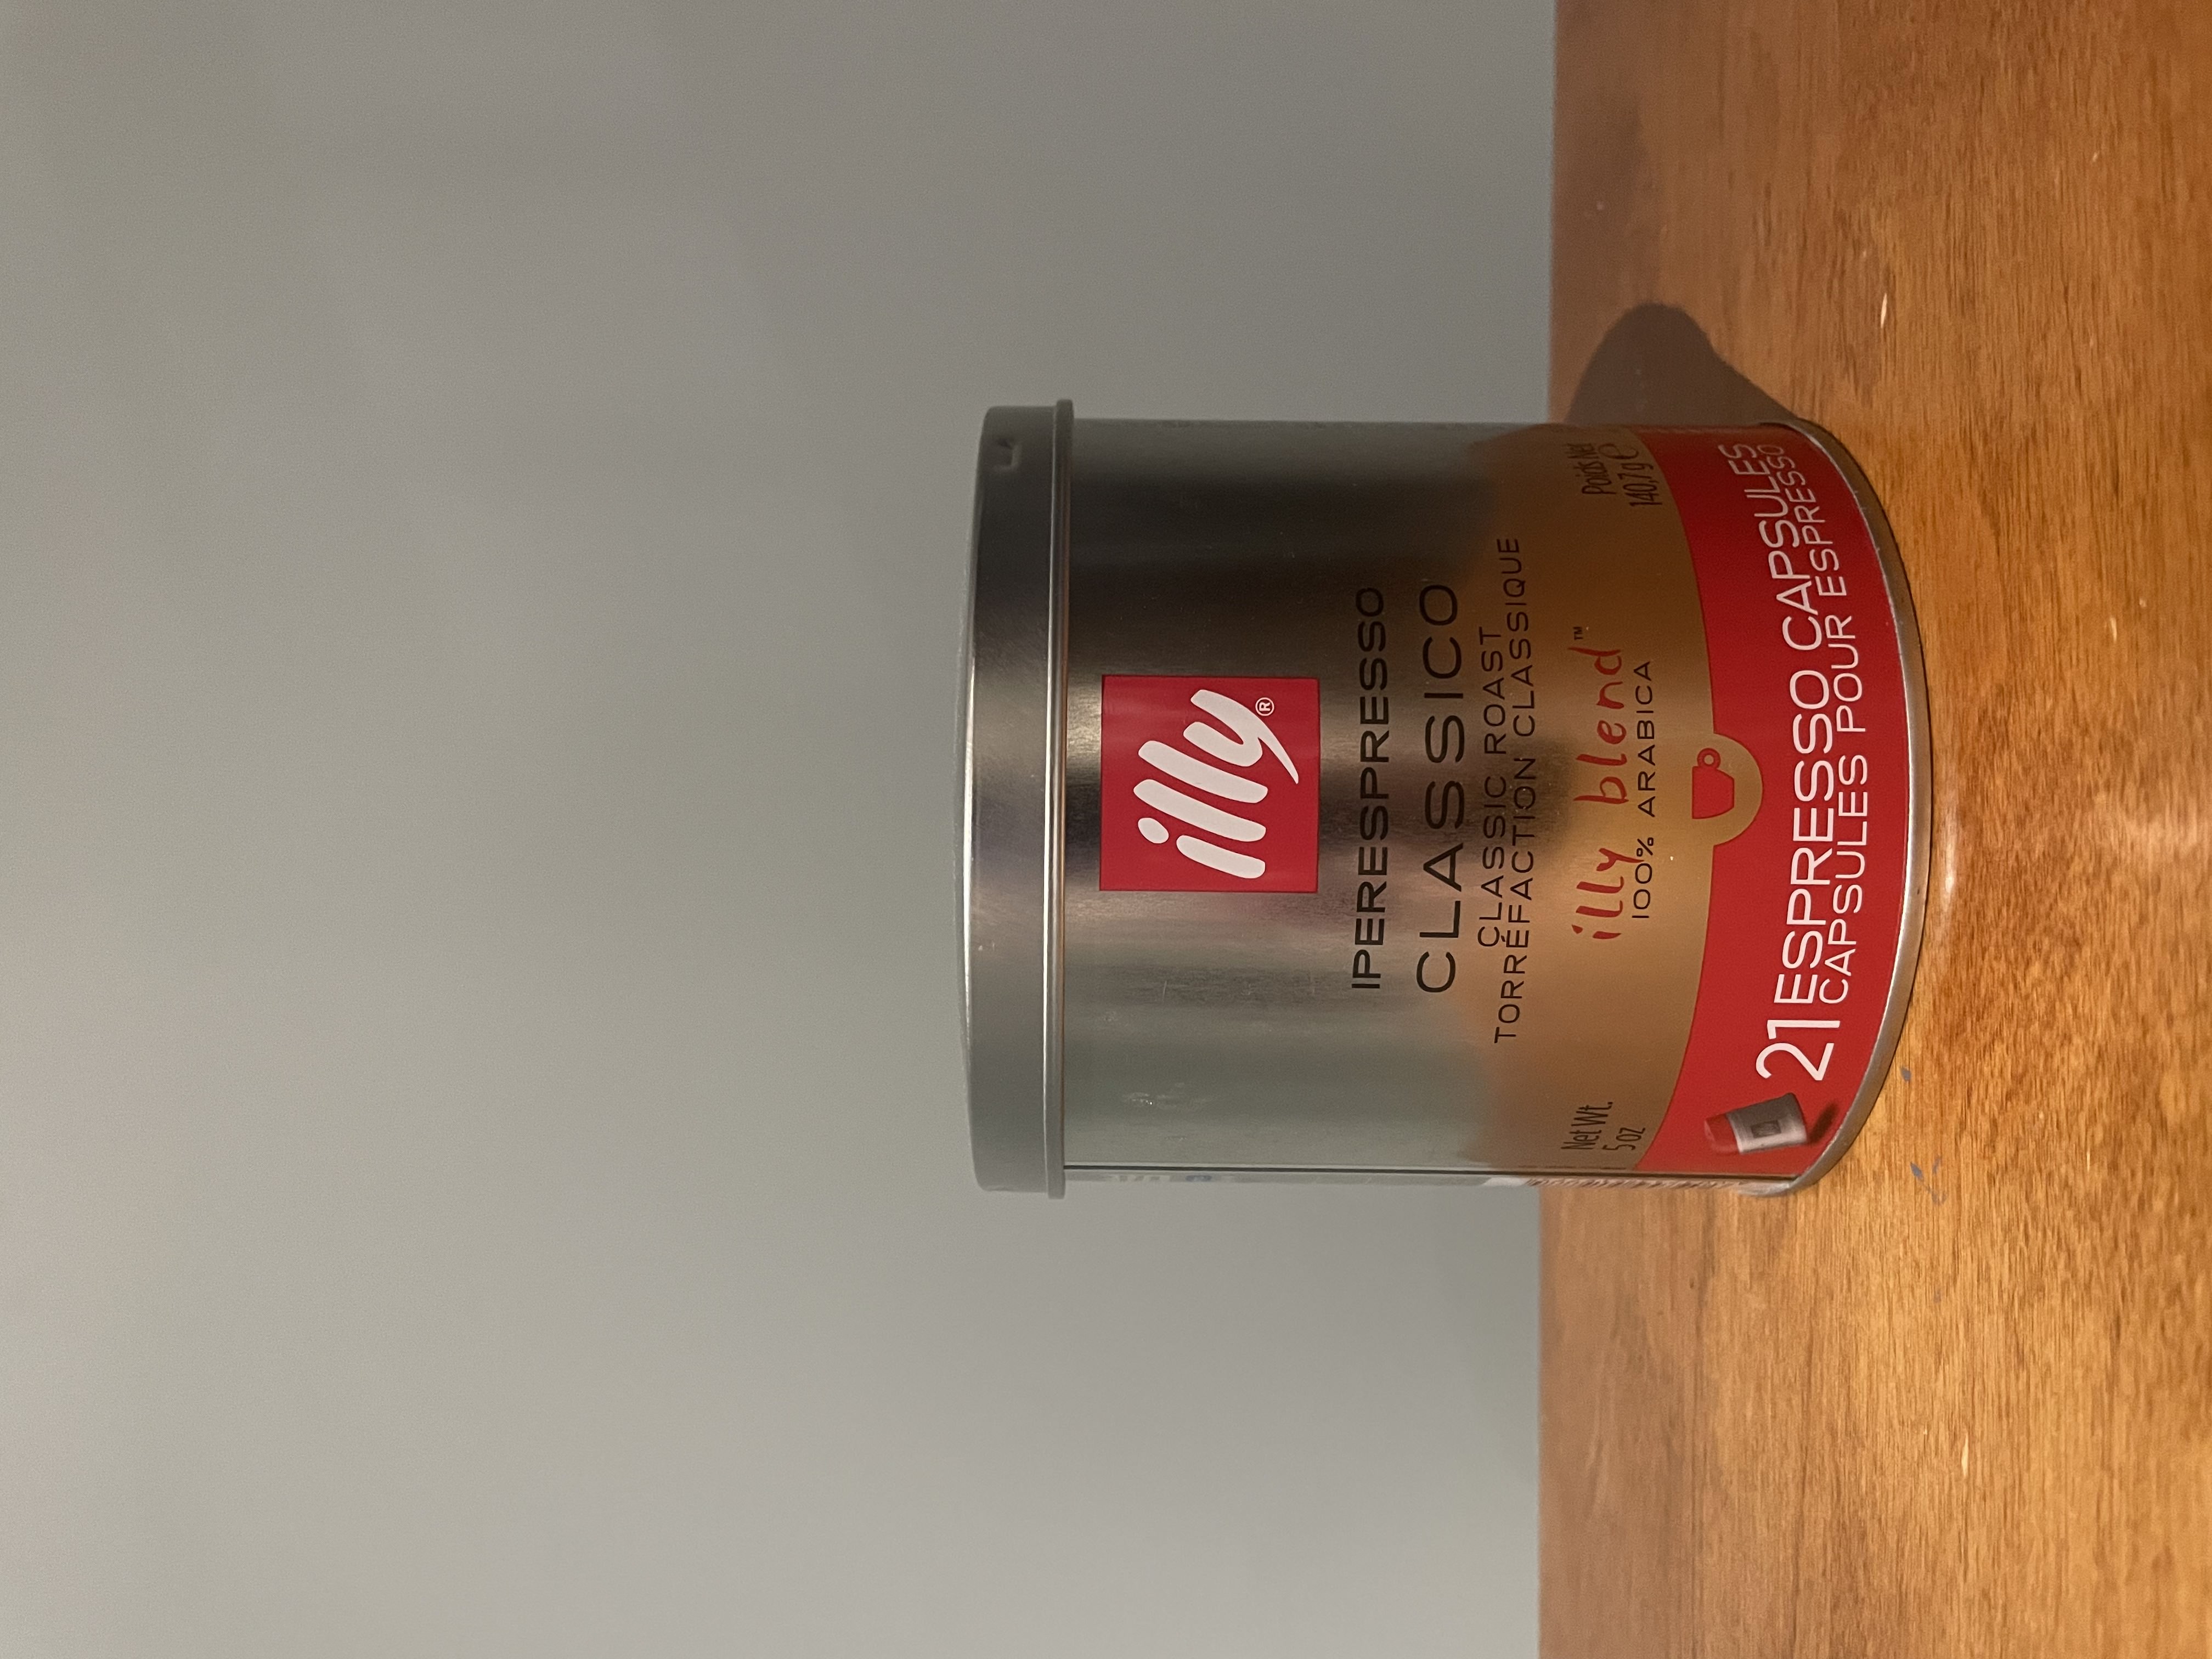 illy®
IPERESPRESSO
CLASSICO
CLASSIC ROAST
TORRÉFACTION CLASSIQUE
Net Wt.
5 oz
illy blend™
100% ARABICA
Poids Net
140,7 g ℮
21 ESPRESSO CAPSULES
CAPSULES POUR ESPRESSO